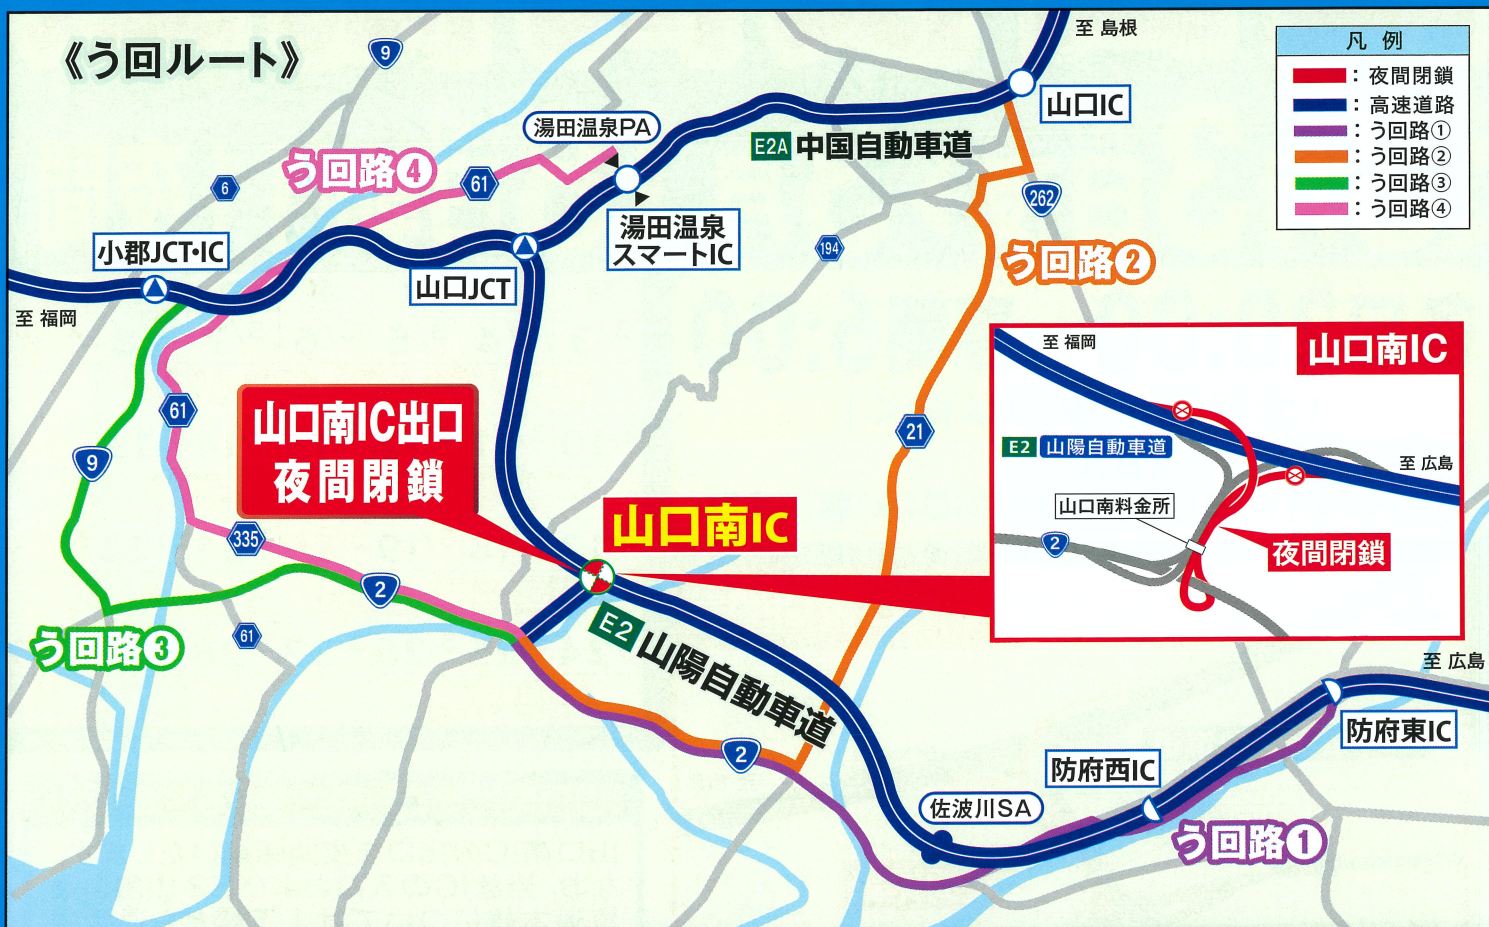 《う回ルート》
9
至 島根
凡 例
：夜間閉鎖
：高速道路
：う回路①
：う回路②
：う回路③
：う回路④
山口IC
湯田温泉PA
E2A 中国自動車道
う回路❹
61
6
262
湯田温泉
スマートIC
194
う回路❷
小郡JCT・IC
山口JCT
至 福岡
61
9
335
2
61
う回路❸
山口南IC出口
夜間閉鎖
山口南IC
21
E2 山陽自動車道
2
至 福岡
山口南IC
E2 山陽自動車道
至 広島
山口南料金所
2
夜間閉鎖
至 広島
防府東IC
防府西IC
佐波川SA
う回路❶